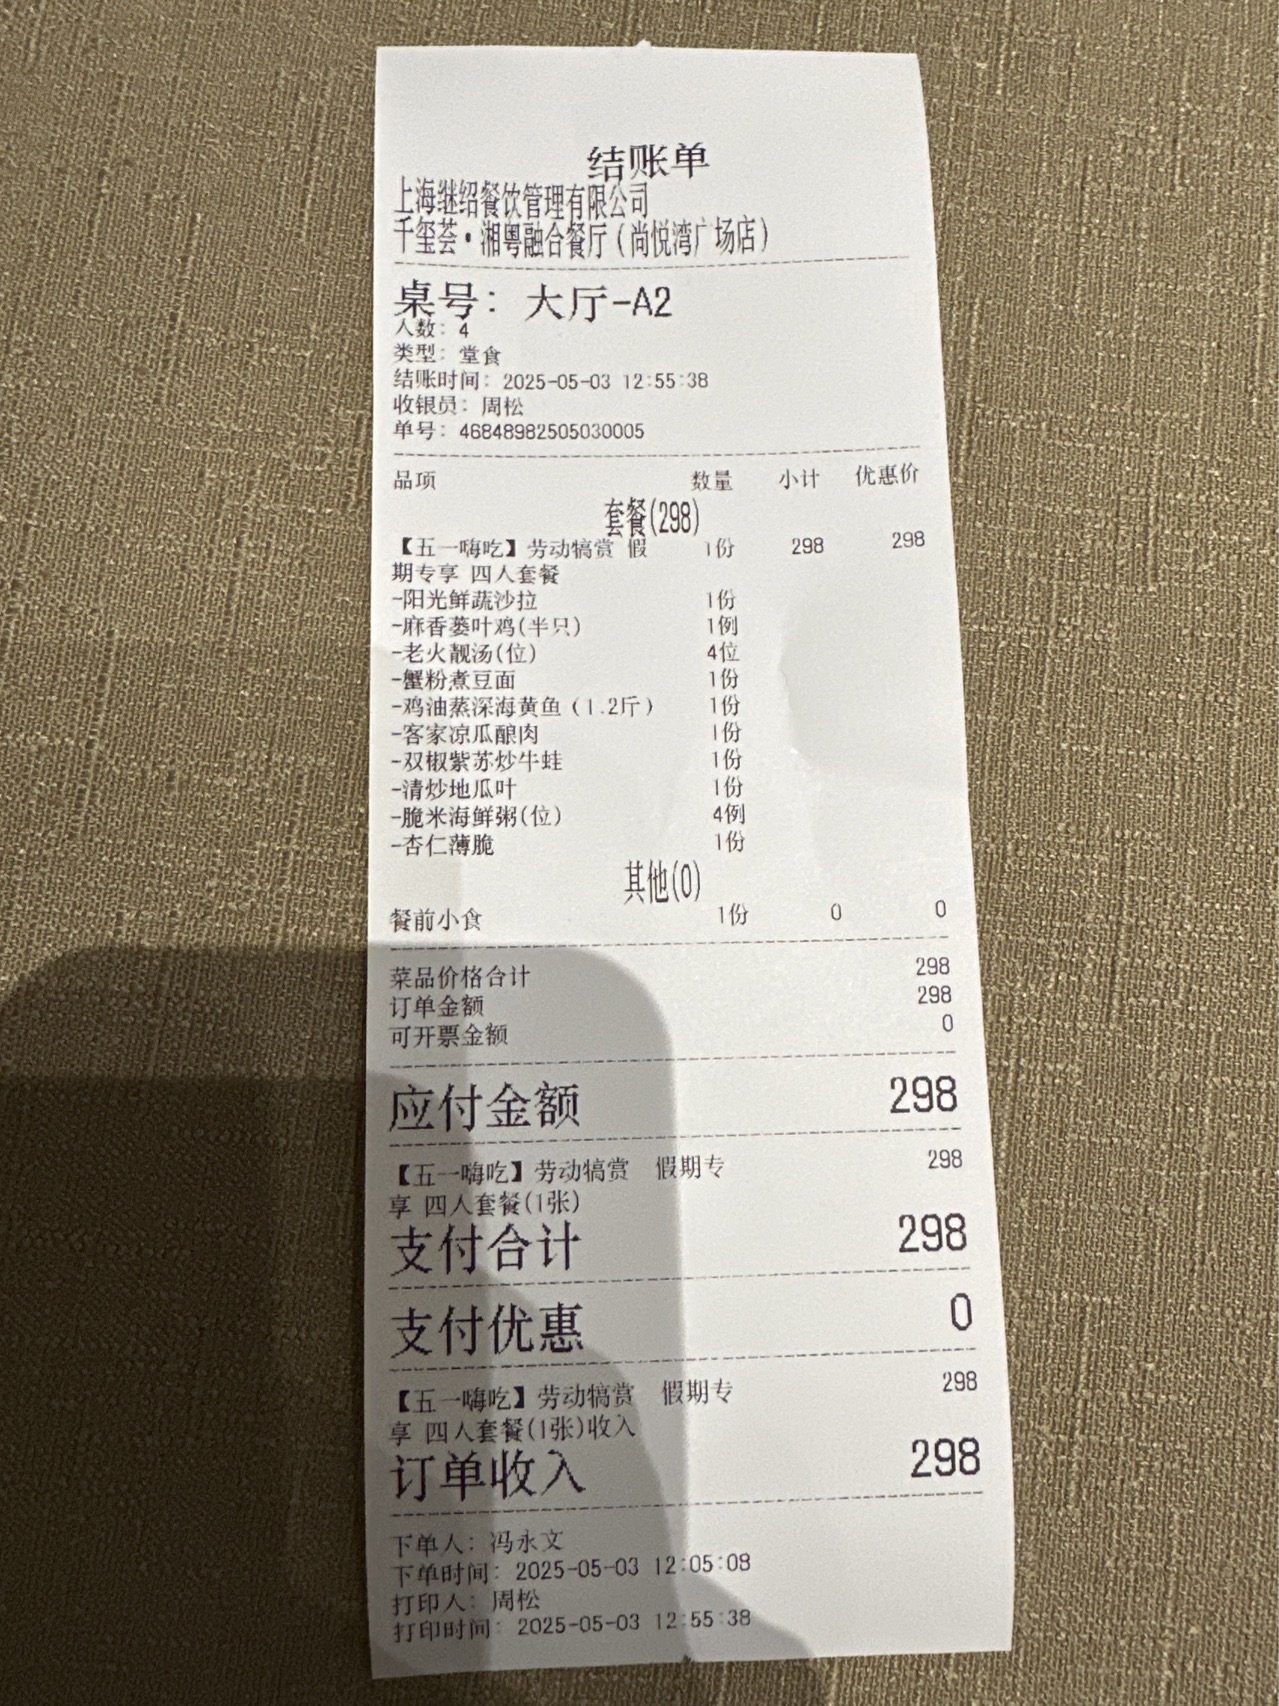 结账单
上海继绍餐饮管理有限公司
千玺荟·湘粤融合餐厅（尚悦湾广场店）
桌号：大厅-A2
人数：4
类型：堂食
结账时间：2025-05-03 12:55:38
收银员：周松
单号：46848982505030005
品项 数量 小计 优惠价
套餐(298)
【五一嗨吃】劳动犒赏 假 1份 298 298
期专享 四人套餐
-阳光鲜蔬沙拉 1份
-麻香蒌叶鸡(半只) 1例
-老火靓汤(位) 4位
-蟹粉煮豆面 1份
-鸡油蒸深海黄鱼（1.2斤） 1份
-客家凉瓜酿肉 1份
-双椒紫苏炒牛蛙 1份
-清炒地瓜叶 1份
-脆米海鲜粥(位) 4例
-杏仁薄脆 1份
其他(0)
餐前小食 1份 0 0
菜品价格合计 298
订单金额 298
可开票金额 0
应付金额 298
【五一嗨吃】劳动犒赏 假期专 298
享 四人套餐(1张)
支付合计 298
支付优惠 0
【五一嗨吃】劳动犒赏 假期专 298
享 四人套餐(1张)收入
订单收入 298
下单人：冯永文
下单时间：2025-05-03 12:05:08
打印人：周松
打印时间：2025-05-03 12:55:38